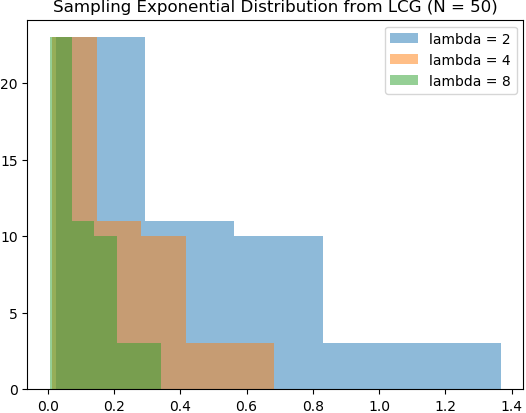 Sampling Exponential Distribution from LCG (N = 50)
lambda = 2
lambda = 4
lambda = 8
20
15
10
5
0
0.0 0.2 0.4 0.6 0.8 1.0 1.2 1.4